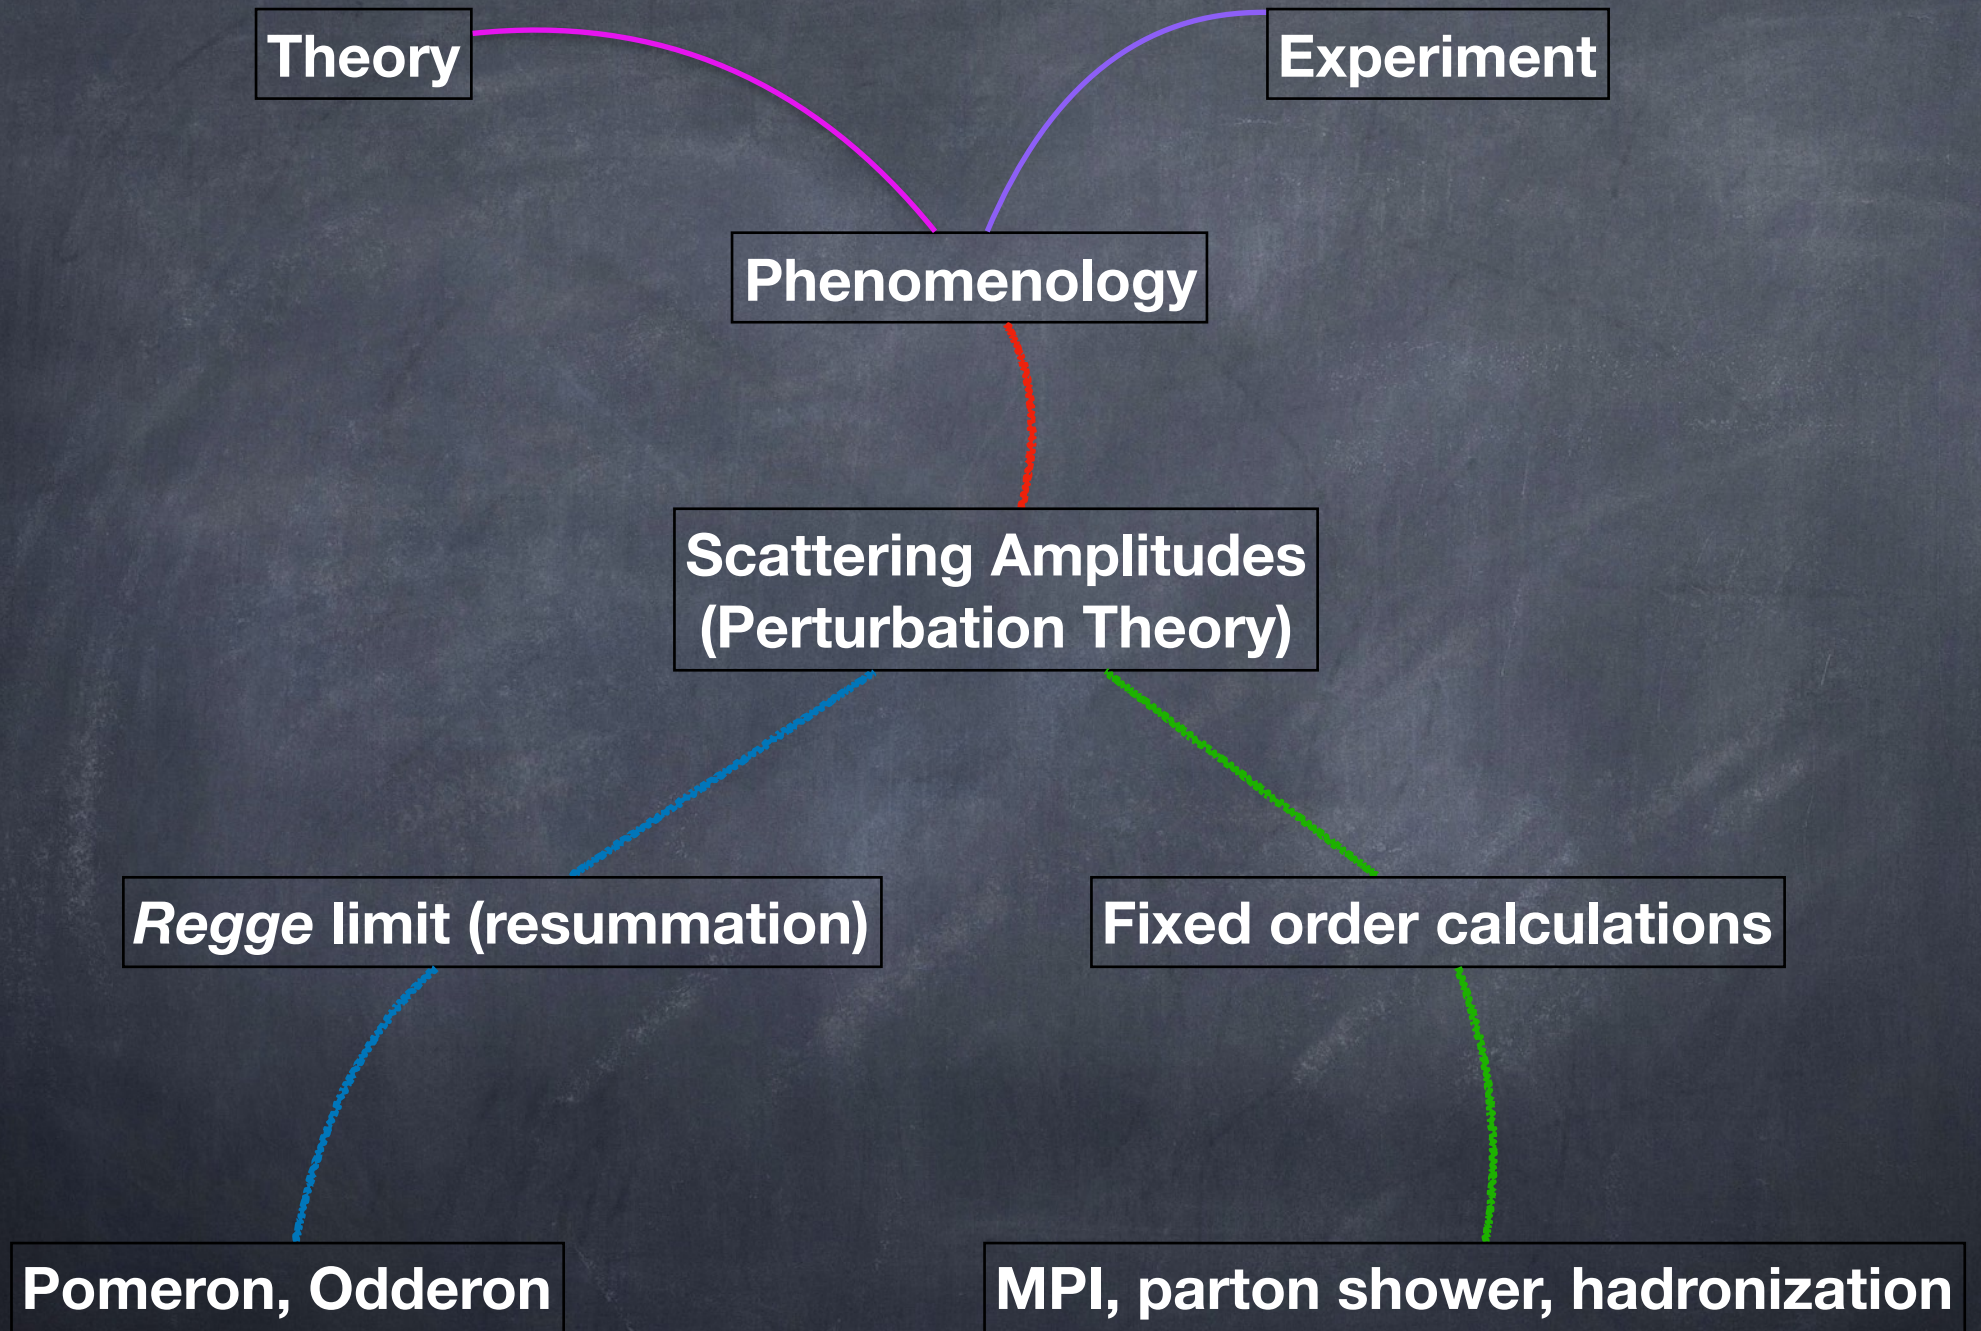 Theory
Experiment
Phenomenology
Scattering Amplitudes
(Perturbation Theory)
Regge limit (resummation)
Fixed order calculations
Pomeron, Odderon
MPI, parton shower, hadronization